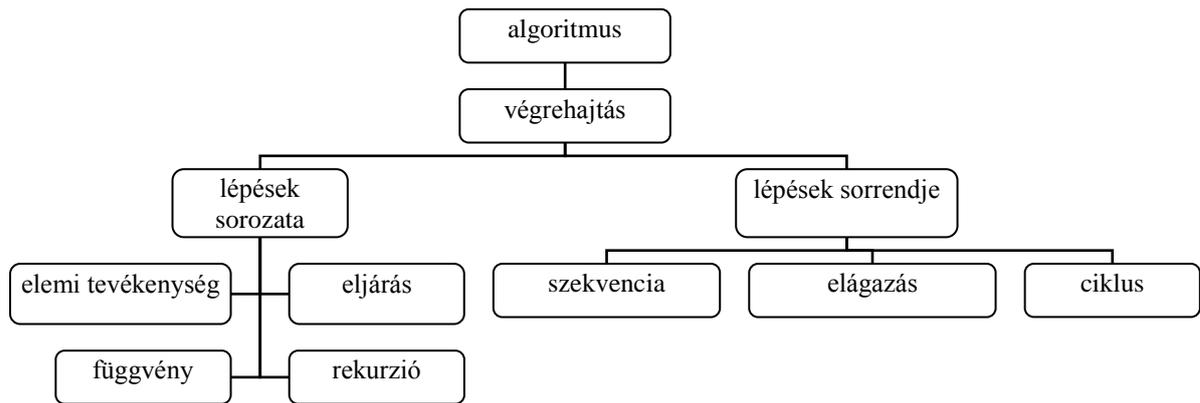 algoritmus
végrehajtás
lépések
sorozata
lépések sorrendje
elemi tevékenység
eljárás
szekvencia
elágazás
ciklus
függvény
rekurzió